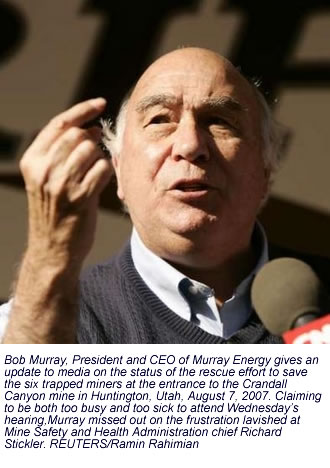 Bob Murray, President and CEO of Murray Energy gives an
update to media on the status of the rescue effort to save
the six trapped miners at the entrance to the Crandall
Canyon mine in Huntington, Utah, August 7, 2007. Claiming
to be both too busy and too sick to attend Wednesday's
hearing,Murray missed out on the frustration lavished at
Mine Safety and Health Administration chief Richard
Stickler. REUTERS/Ramin Rahimian